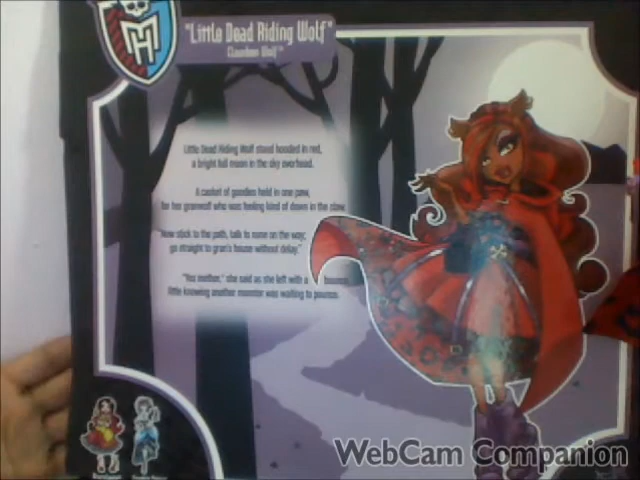 "Little Dead Riding Wolf"
Clawdeen Wolf™
Little Dead Riding Wolf stood hooded in red,
a bright full moon in the sky overhead.
A casket of goodies held in one paw,
for her granwolf who was feeling kind of down in the claw.
"Now stick to the path, talk to none on the way;
go straight to gran's house without delay."
"Yes mother," she said as she left with a bounce,
little knowing another monster was waiting to pounce.
WebCam Companion